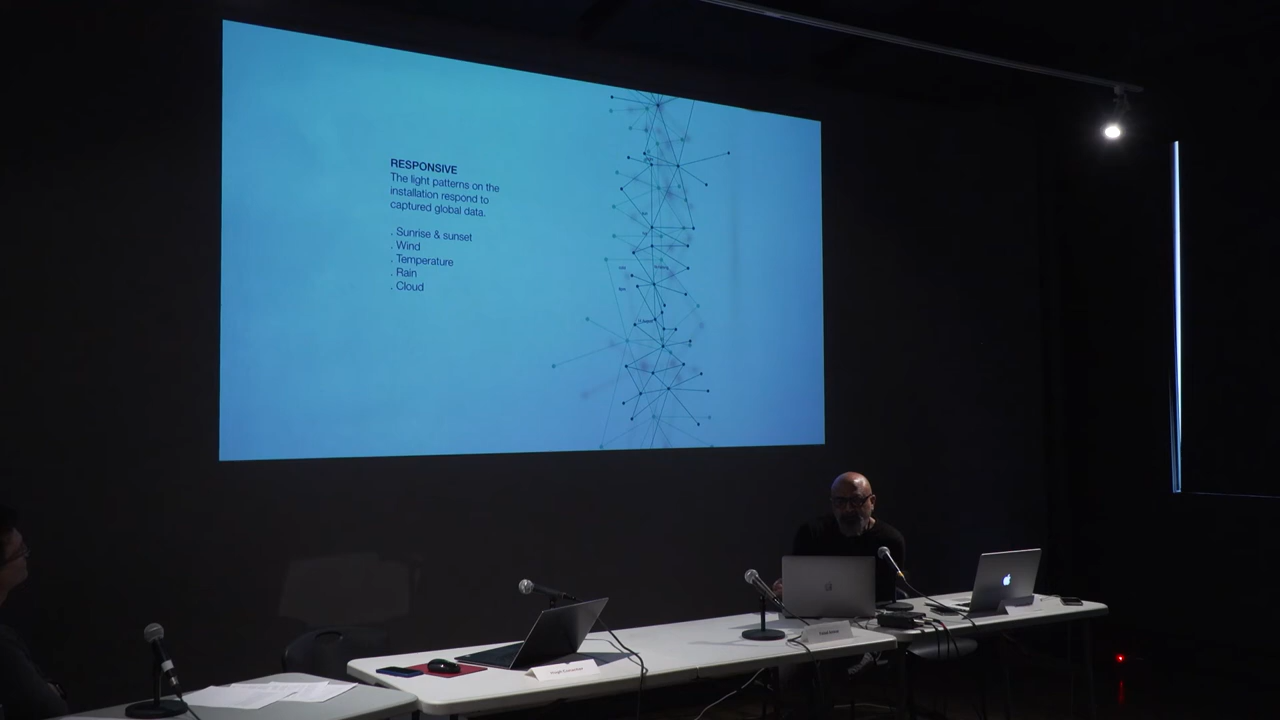 RESPONSIVE
The light patterns on the
installation respond to
captured global data.
. Sunrise & sunset
. Wind
. Temperature
. Rain
. Cloud